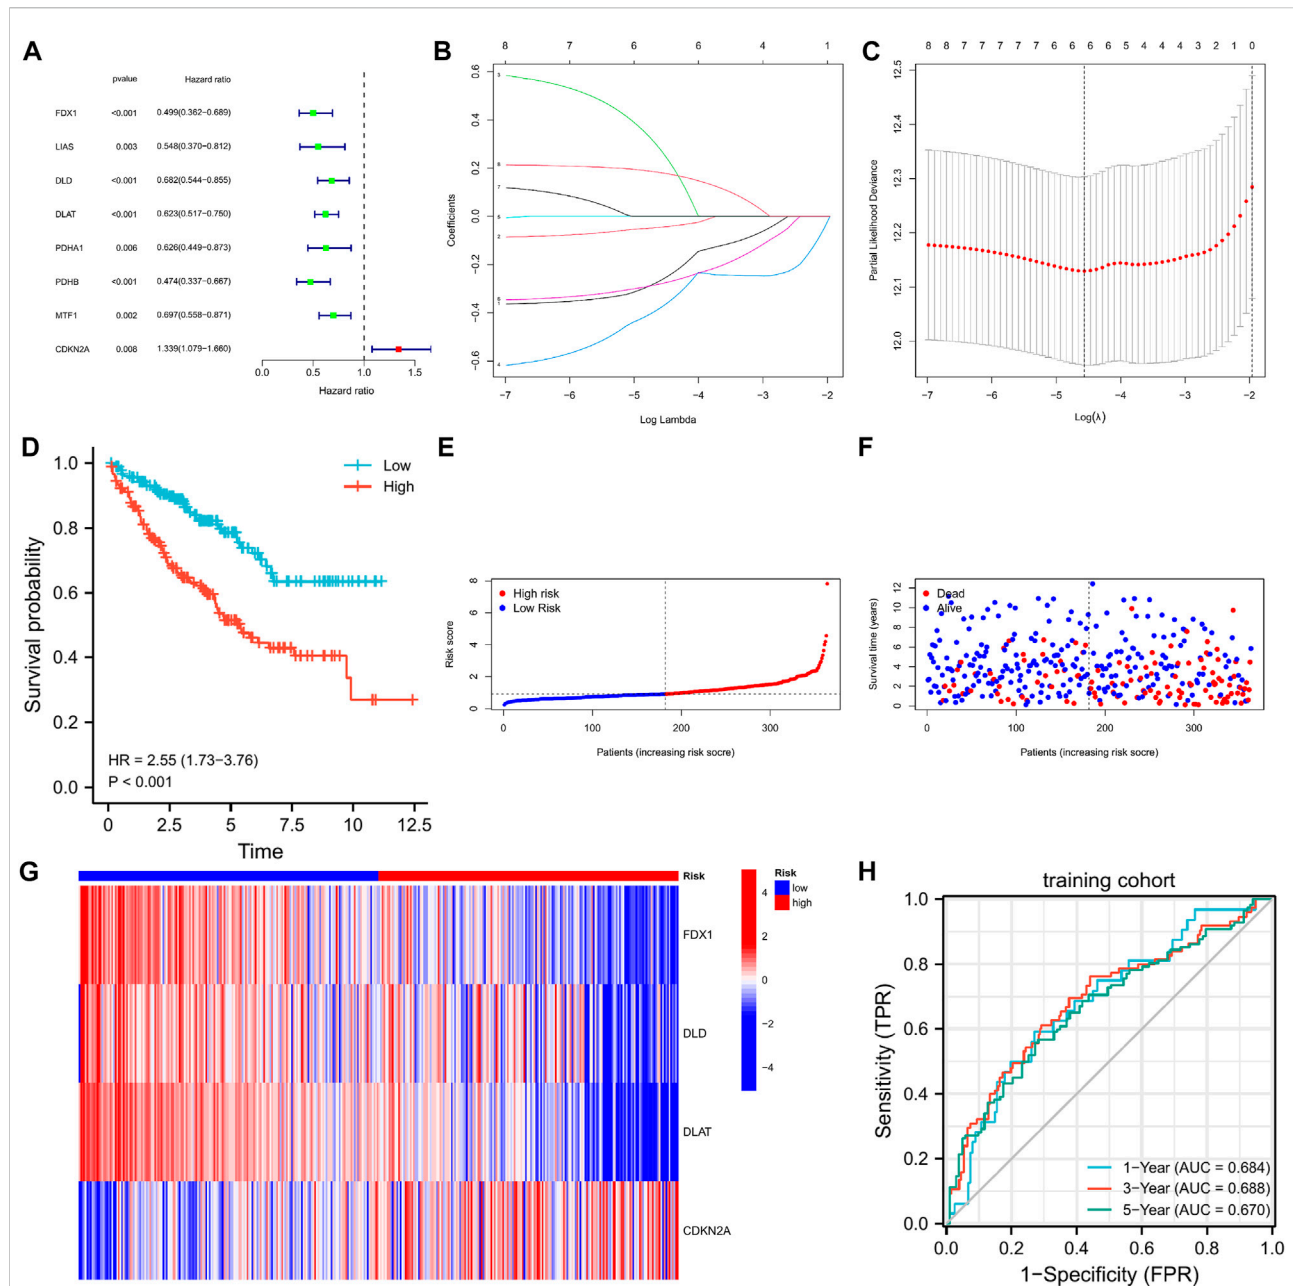 A
pvalue Hazard ratio
FDX1 <0.001 0.499(0.362−0.689)
LIAS 0.003 0.548(0.370−0.812)
DLD <0.001 0.682(0.544−0.855)
DLAT <0.001 0.623(0.517−0.750)
PDHA1 0.006 0.626(0.449−0.873)
PDHB <0.001 0.474(0.337−0.667)
MTF1 0.002 0.697(0.558−0.871)
CDKN2A 0.008 1.339(1.079−1.660)
0.0 0.5 1.0 1.5
Hazard ratio
B
8 7 6 6 4 1
Coefficients
0.6
0.4
0.2
0.0
−0.2
−0.4
−0.6
3
8
7
2
1
4
−7 −6 −5 −4 −3 −2
Log Lambda
C
8 8 7 7 7 7 7 6 6 6 6 6 5 4 4 3 2 1 0
Partial Likelihood Deviance
12.5
12.4
12.3
12.2
12.1
12.0
−7 −6 −5 −4 −3 −2
Log(λ)
D
Survival probability
1.0
0.8
0.6
0.4
0.2
0.0
Low
High
HR = 2.55 (1.73−3.76)
P < 0.001
0 2.5 5 7.5 10 12.5
Time
E
Risk score
8
6
4
2
0
High risk
Low Risk
100 200 300
0
Patients (increasing risk socre)
F
Survival time (years)
12
10
8
6
4
2
0
Dead
Alive
0 100 200 300
Patients (increasing risk socre)
G
Risk
FDX1
DLD
DLAT
CDKN2A
4
2
0
−2
−4
Risk
low
high
H
training cohort
Sensitivity (TPR)
1.0
0.8
0.6
0.4
0.2
0.0
1−Year (AUC = 0.684)
3−Year (AUC = 0.688)
5−Year (AUC = 0.670)
0.0 0.2 0.4 0.6 0.8 1.0
1−Specificity (FPR)